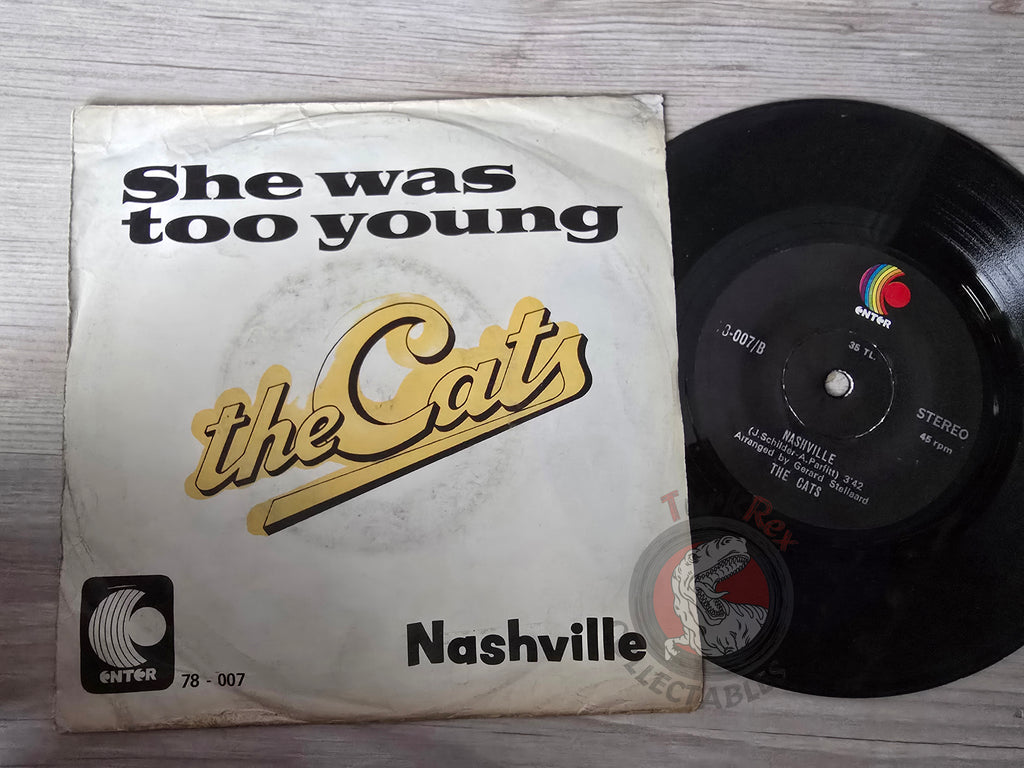 She was
too young
the Cats
Nashville
ENTER
78 - 007
ENTER
35 TL
-007/B
STEREO
45 rpm
NASHVILLE
(J.Schilder-A.Parfitt) 3'42
Arranged by Gerard Stellaard
THE CATS
Rex